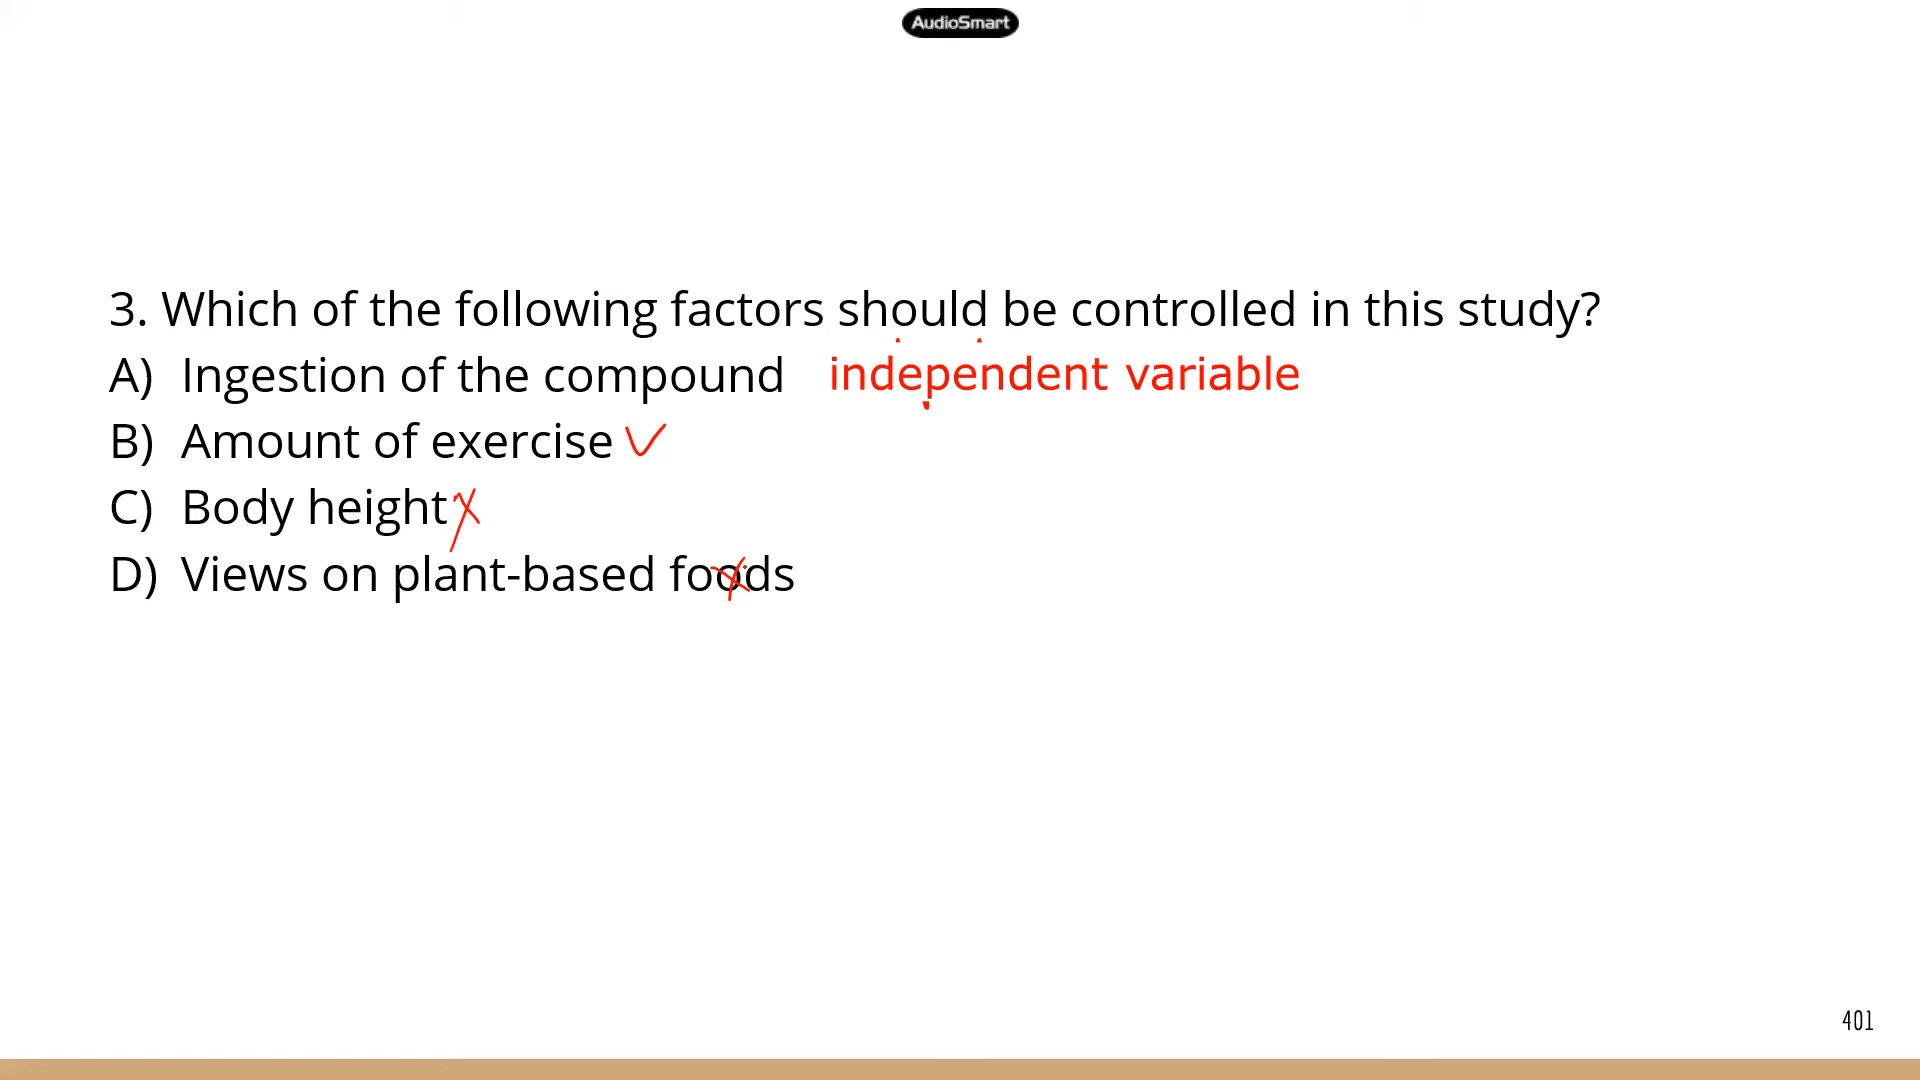 AudioSmart
3. Which of the following factors should be controlled in this study?
A) Ingestion of the compound independent variable
B) Amount of exercise
C) Body height
D) Views on plant-based foods
401